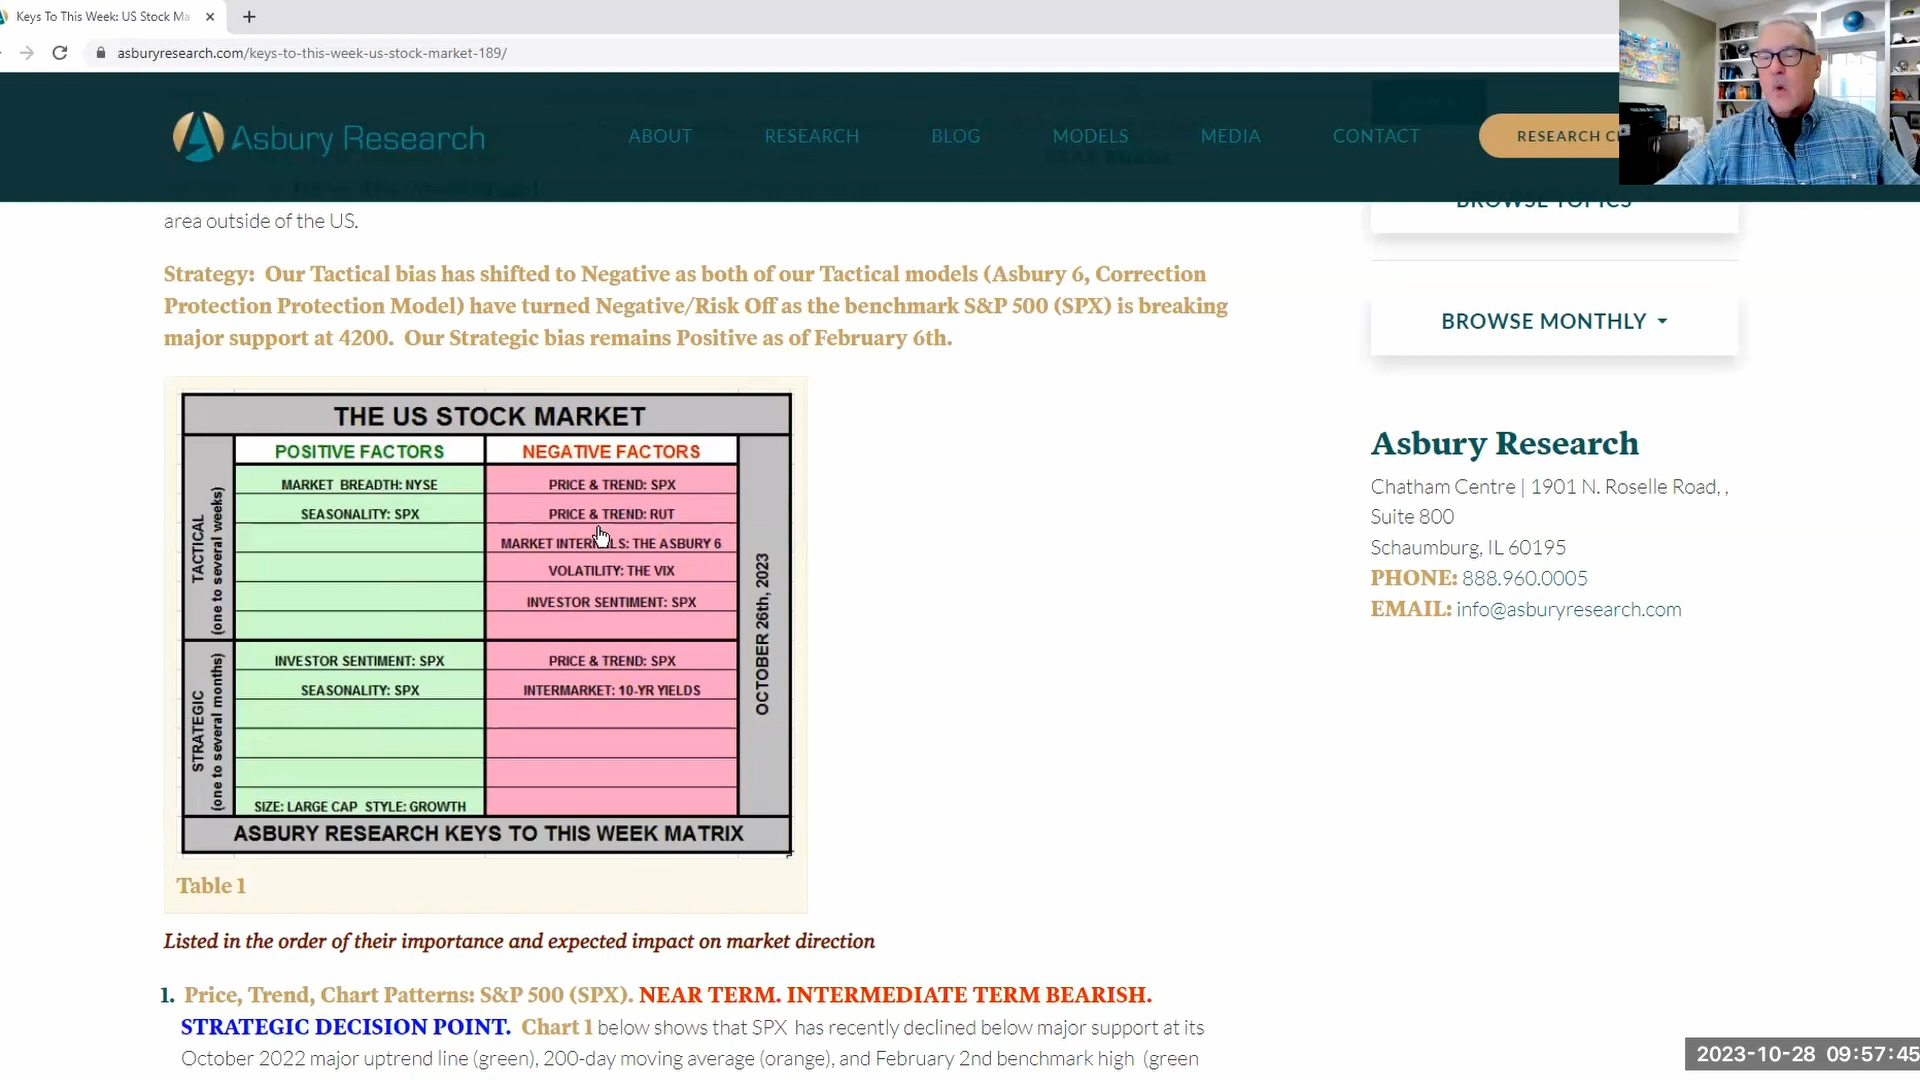 Keys To This Week: US Stock Ma
asburyresearch.com/keys-to-this-week-us-stock-market-189/
Asbury Research
ABOUT
RESEARCH
BLOG
MODELS
MEDIA
CONTACT
RESEARCH
area outside of the US.
BROWSE TOPICS
Strategy: Our Tactical bias has shifted to Negative as both of our Tactical models (Asbury 6, Correction
Protection Protection Model) have turned Negative/Risk Off as the benchmark S&P 500 (SPX) is breaking
major support at 4200. Our Strategic bias remains Positive as of February 6th.
BROWSE MONTHLY
THE US STOCK MARKET
POSITIVE FACTORS
NEGATIVE FACTORS
TACTICAL
(one to several weeks)
MARKET BREADTH: NYSE
PRICE & TREND: SPX
SEASONALITY: SPX
PRICE & TREND: RUT
MARKET INTERNALS: THE ASBURY 6
VOLATILITY: THE VIX
INVESTOR SENTIMENT: SPX
STRATEGIC
(one to several months)
INVESTOR SENTIMENT: SPX
PRICE & TREND: SPX
SEASONALITY: SPX
INTERMARKET: 10-YR YIELDS
SIZE: LARGE CAP STYLE: GROWTH
OCTOBER 26th, 2023
ASBURY RESEARCH KEYS TO THIS WEEK MATRIX
Table 1
Asbury Research
Chatham Centre | 1901 N. Roselle Road, ,
Suite 800
Schaumburg, IL 60195
PHONE: 888.960.0005
EMAIL: info@asburyresearch.com
Listed in the order of their importance and expected impact on market direction
1. Price, Trend, Chart Patterns: S&P 500 (SPX). NEAR TERM. INTERMEDIATE TERM BEARISH.
STRATEGIC DECISION POINT. Chart 1 below shows that SPX has recently declined below major support at its
October 2022 major uptrend line (green), 200-day moving average (orange), and February 2nd benchmark high (green
2023-10-28 09:57:45